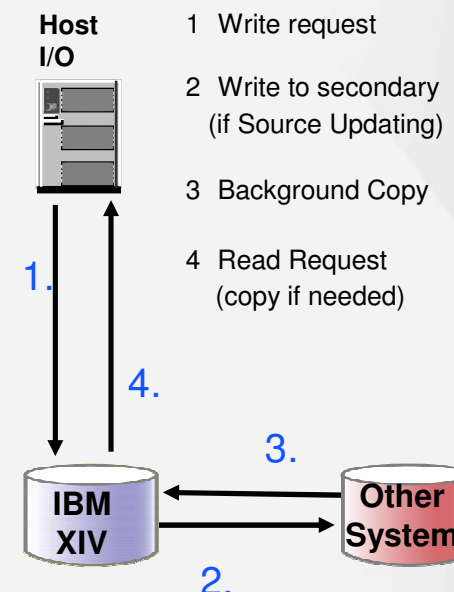 Host
I/O
1 Write request
2 Write to secondary
(if Source Updating)
3 Background Copy
4 Read Request
(copy if needed)
1.
4.
3.
IBM
XIV
Other
System
2.